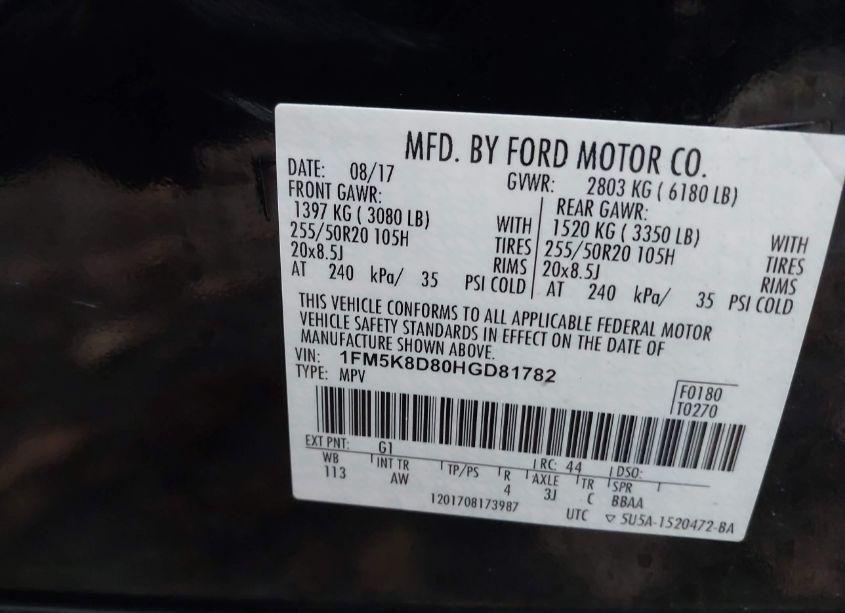 MFD. BY FORD MOTOR CO.
DATE: 08/17 GVWR: 2803 KG ( 6180 LB)
FRONT GAWR: REAR GAWR:
1397 KG ( 3080 LB) WITH 1520 KG ( 3350 LB) WITH
255/50R20 105H TIRES 255/50R20 105H TIRES
20x8.5J RIMS 20x8.5J RIMS
AT 240 kPa/ 35 PSI COLD AT 240 kPa/ 35 PSI COLD
THIS VEHICLE CONFORMS TO ALL APPLICABLE FEDERAL MOTOR
VEHICLE SAFETY STANDARDS IN EFFECT ON THE DATE OF
MANUFACTURE SHOWN ABOVE.
VIN: 1FM5K8D80HGD81782
TYPE: MPV
F0180
T0270
EXT PNT: G1 RC: 44 DSO:
WB INT TR TP/PS R AXLE TR SPR
113 AW 4 3J C BBAA
1201708173987
UTC ▽ 5U5A-1520472-BA